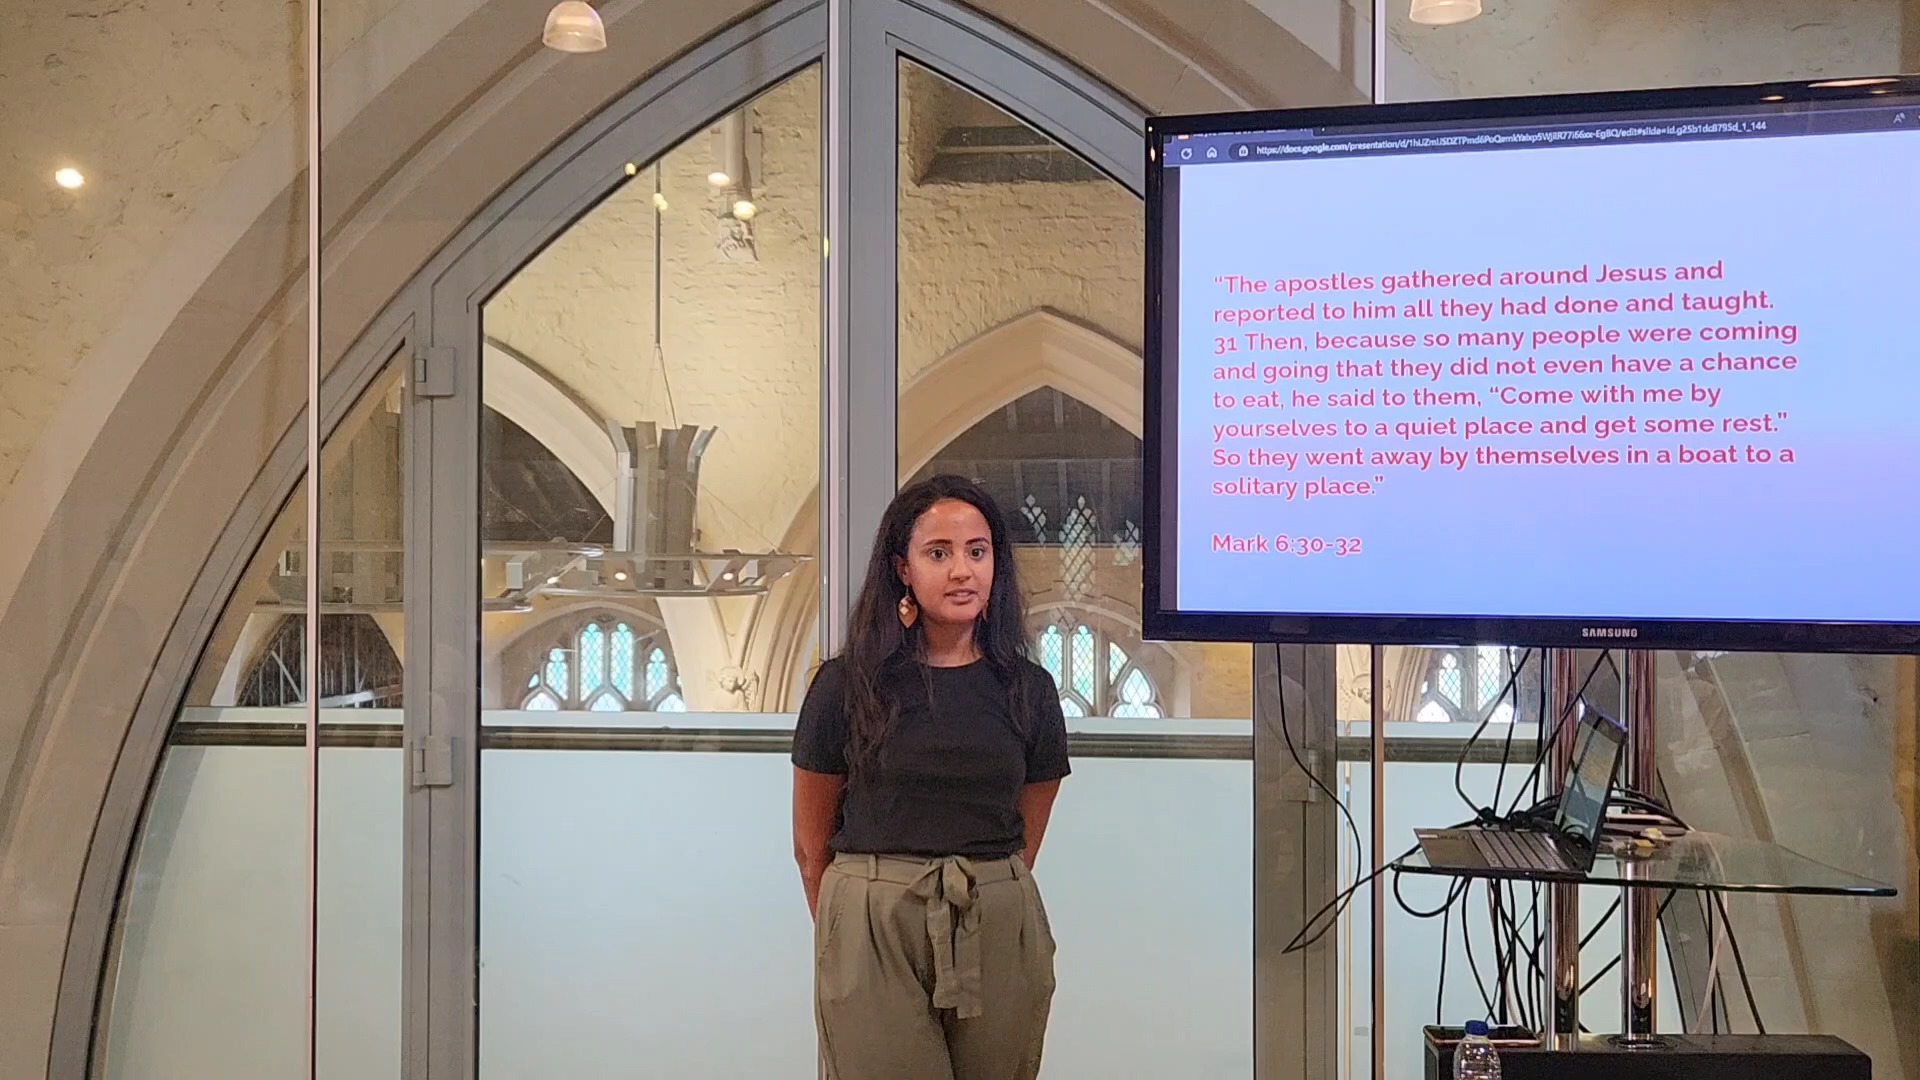 “The apostles gathered around Jesus and
reported to him all they had done and taught.
31 Then, because so many people were coming
and going that they did not even have a chance
to eat, he said to them, “Come with me by
yourselves to a quiet place and get some rest.”
So they went away by themselves in a boat to a
solitary place.”
Mark 6:30-32
SAMSUNG